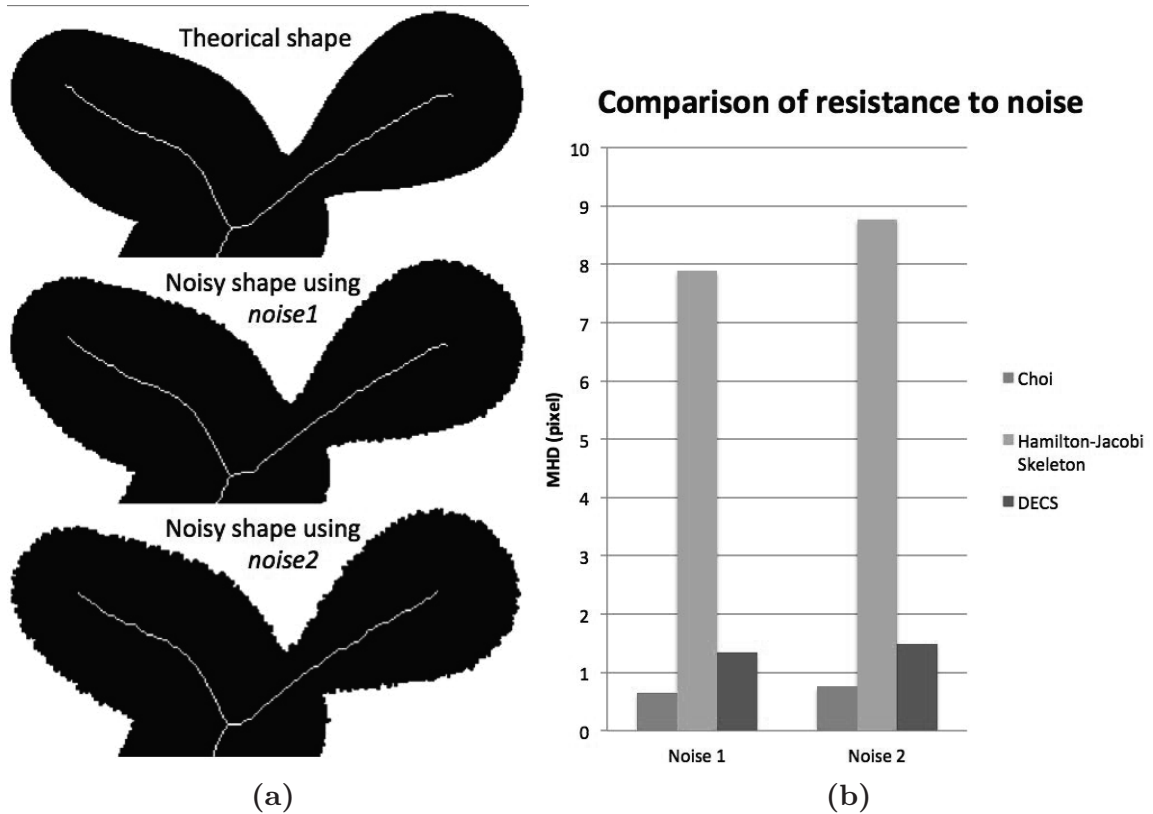 Theorical shape
Noisy shape using
noise1
Noisy shape using
noise2
(a)
Comparison of resistance to noise
MHD (pixel)
10
9
8
7
6
5
4
3
2
1
0
Noise 1
Noise 2
Choi
Hamilton-Jacobi
Skeleton
DECS
(b)